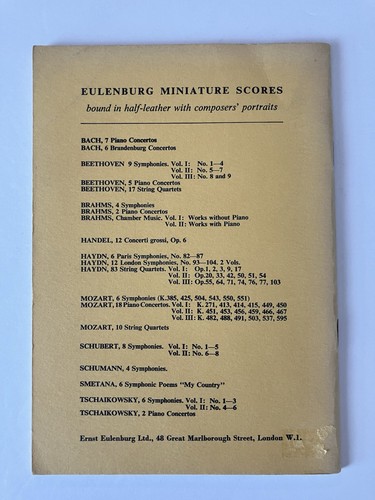 EULENBURG MINIATURE SCORES
bound in half-leather with composers' portraits
BACH, 7 Piano Concertos
BACH, 6 Brandenburg Concertos
BEETHOVEN 9 Symphonies. Vol. I: No. 1—4
Vol. II: No. 5—7
Vol. III: No. 8 and 9
BEETHOVEN, 5 Piano Concertos
BEETHOVEN, 17 String Quartets
BRAHMS, 4 Symphonies
BRAHMS, 2 Piano Concertos
BRAHMS, Chamber Music. Vol. I: Works without Piano
Vol. II: Works with Piano
HANDEL, 12 Concerti grossi, Op. 6
HAYDN, 6 Paris Symphonies, No. 82—87
HAYDN, 12 London Symphonies, No. 93—104, 2 Vols.
HAYDN, 83 String Quartets. Vol. I: Op.1, 2, 3, 9, 17
Vol. II: Op.20, 33, 42, 50, 51, 54
Vol. III: Op.55, 64, 71, 74, 76, 77, 103
MOZART, 6 Symphonies (K.385, 425, 504, 543, 550, 551)
MOZART, 18 Piano Concertos. Vol. I: K. 271, 413, 414, 415, 449, 450
Vol. II: K. 451, 453, 456, 459, 466, 467
Vol. III: K. 482, 488, 491, 503, 537, 595
MOZART, 10 String Quartets
SCHUBERT, 8 Symphonies. Vol. I: No. 1—5
Vol. II: No. 6—8
SCHUMANN, 4 Symphonies.
SMETANA, 6 Symphonic Poems "My Country"
TSCHAIKOWSKY, 6 Symphonies. Vol. I: No. 1—3
Vol. II: No. 4—6
TSCHAIKOWSKY, 2 Piano Concertos
Ernst Eulenburg Ltd., 48 Great Marlborough Street, London W.1.